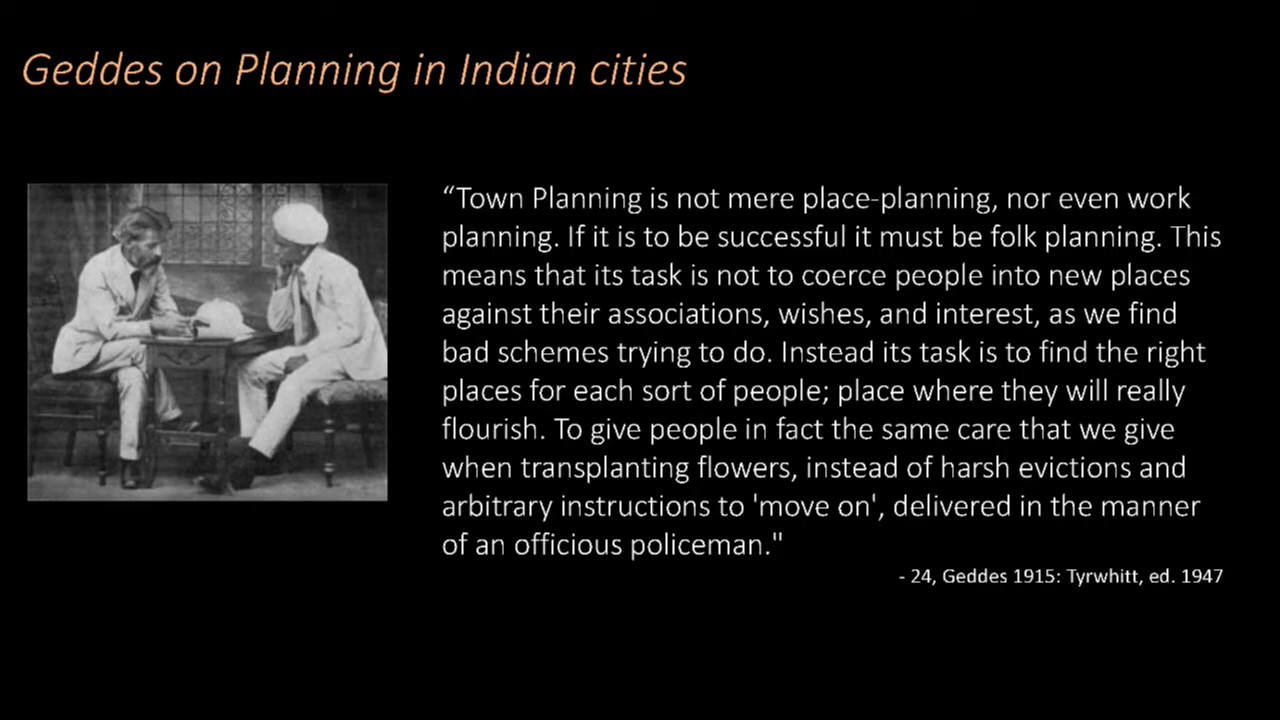 Geddes on Planning in Indian cities
“Town Planning is not mere place-planning, nor even work
planning. If it is to be successful it must be folk planning. This
means that its task is not to coerce people into new places
against their associations, wishes, and interest, as we find
bad schemes trying to do. Instead its task is to find the right
places for each sort of people; place where they will really
flourish. To give people in fact the same care that we give
when transplanting flowers, instead of harsh evictions and
arbitrary instructions to 'move on', delivered in the manner
of an officious policeman."
- 24, Geddes 1915: Tyrwhitt, ed. 1947